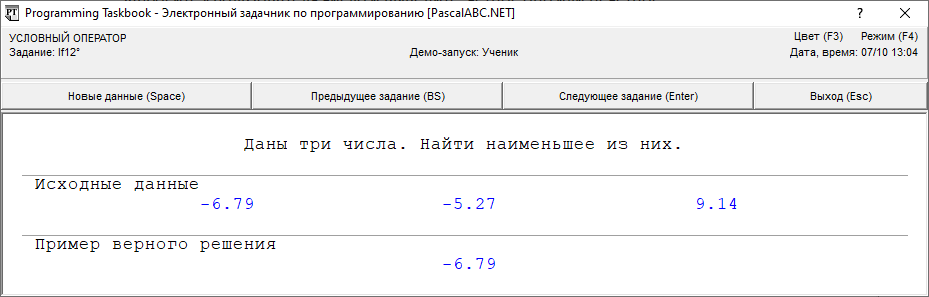 Programming Taskbook - Электронный задачник по программированию [PascalABC.NET]
?
УСЛОВНЫЙ ОПЕРАТОР
Цвет (F3) Режим (F4)
Задание: If12°
Демо-запуск: Ученик
Дата, время: 07/10 13:04
Новые данные (Space)
Предыдущее задание (BS)
Следующее задание (Enter)
Выход (Esc)
Даны три числа. Найти наименьшее из них.
Исходные данные
-6.79 -5.27 9.14
Пример верного решения
-6.79